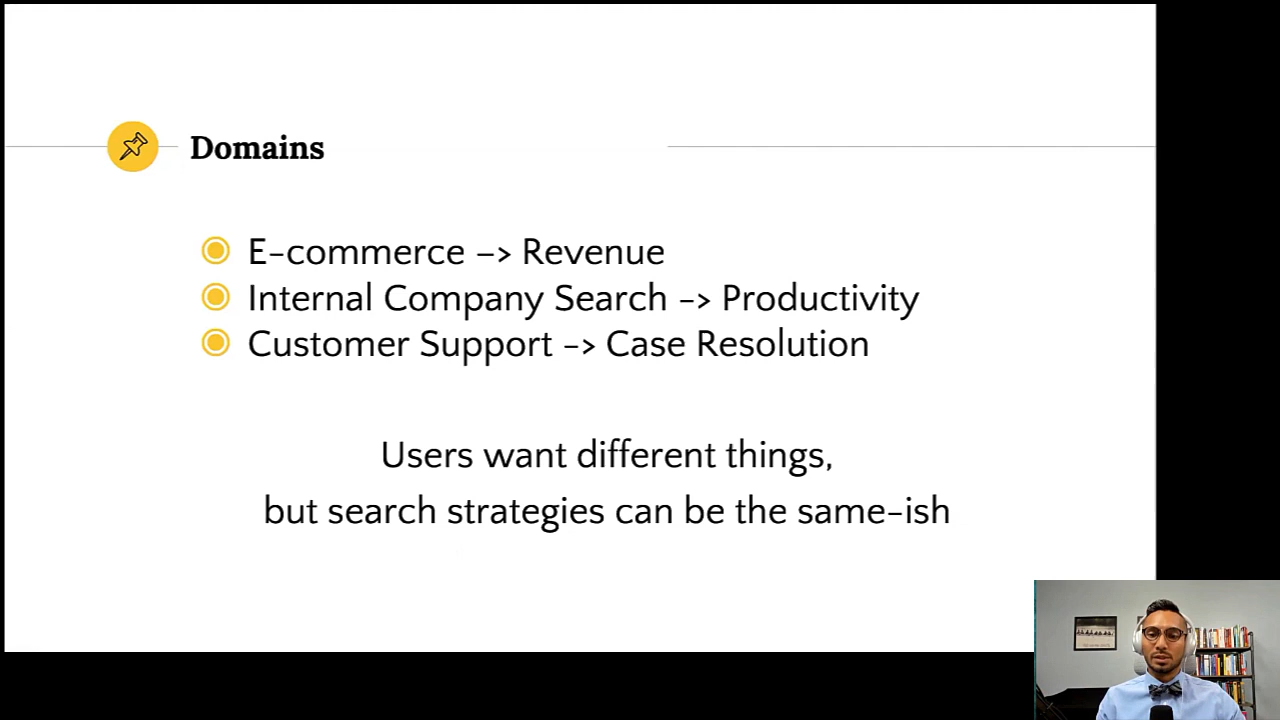 Domains
E-commerce –> Revenue
Internal Company Search -> Productivity
Customer Support -> Case Resolution
Users want different things,
but search strategies can be the same-ish